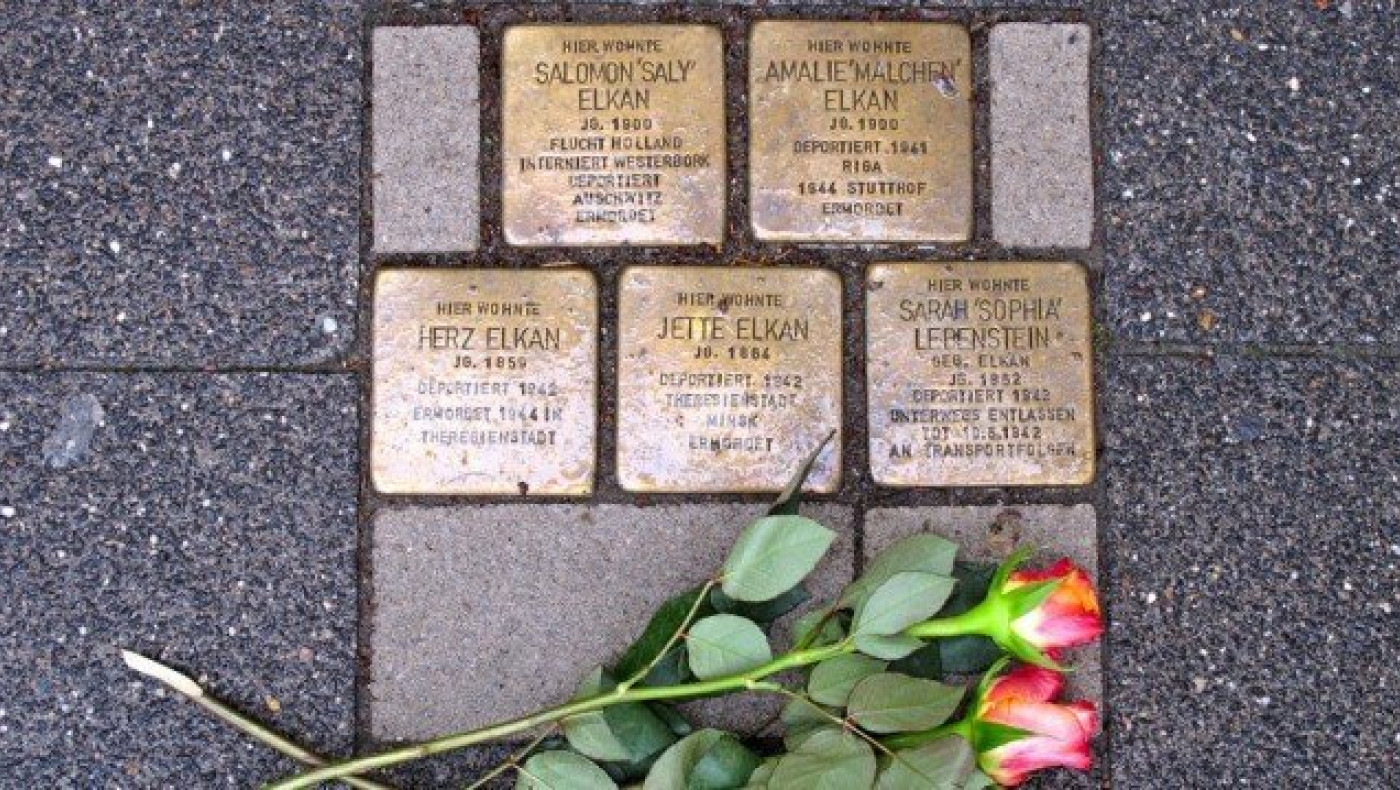 HIER WOHNTE
SALOMON 'SALY'
ELKAN
JG. 1900
FLUCHT HOLLAND
INTERNIERT WESTERBORK
DEPORTIERT
AUSCHWITZ
ERMORDET
HIER WOHNTE
AMALIE 'MALCHEN'
ELKAN
JG. 1900
DEPORTIERT 1941
RIGA
1944 STUTTHOF
ERMORDET
HIER WOHNTE
HERZ ELKAN
JG. 1859
DEPORTIERT 1942
ERMORDET 1944 IN
THERESIENSTADT
HIER WOHNTE
JETTE ELKAN
JG. 1864
DEPORTIERT 1942
THERESIENSTADT
MINSK
ERMORDET
HIER WOHNTE
SARAH 'SOPHIA'
LEBENSTEIN
GEB. ELKAN
JG. 1852
DEPORTIERT 1942
UNTERWEGS ENTLASSEN
TOT 1942
AN TRANSPORTFOLGEN